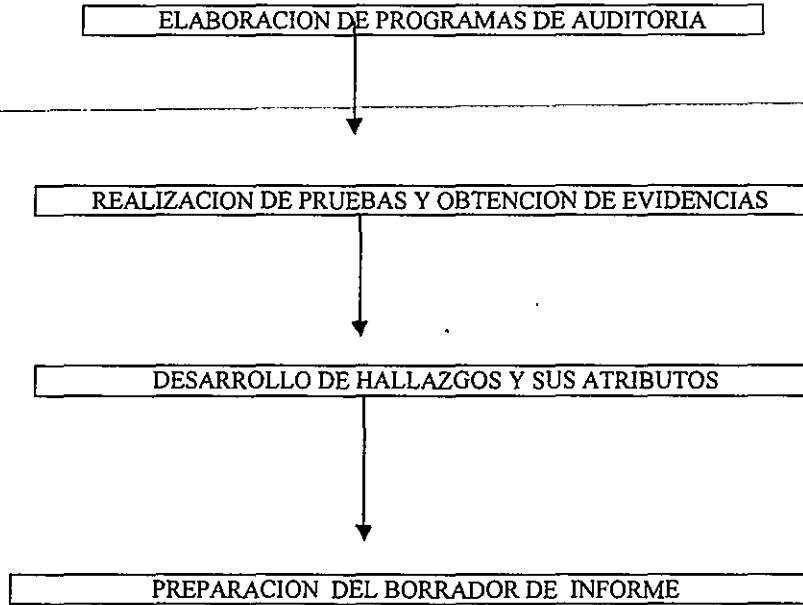 ELABORACION DE PROGRAMAS DE AUDITORIA
REALIZACION DE PRUEBAS Y OBTENCION DE EVIDENCIAS
DESARROLLO DE HALLAZGOS Y SUS ATRIBUTOS
PREPARACION DEL BORRADOR DE INFORME